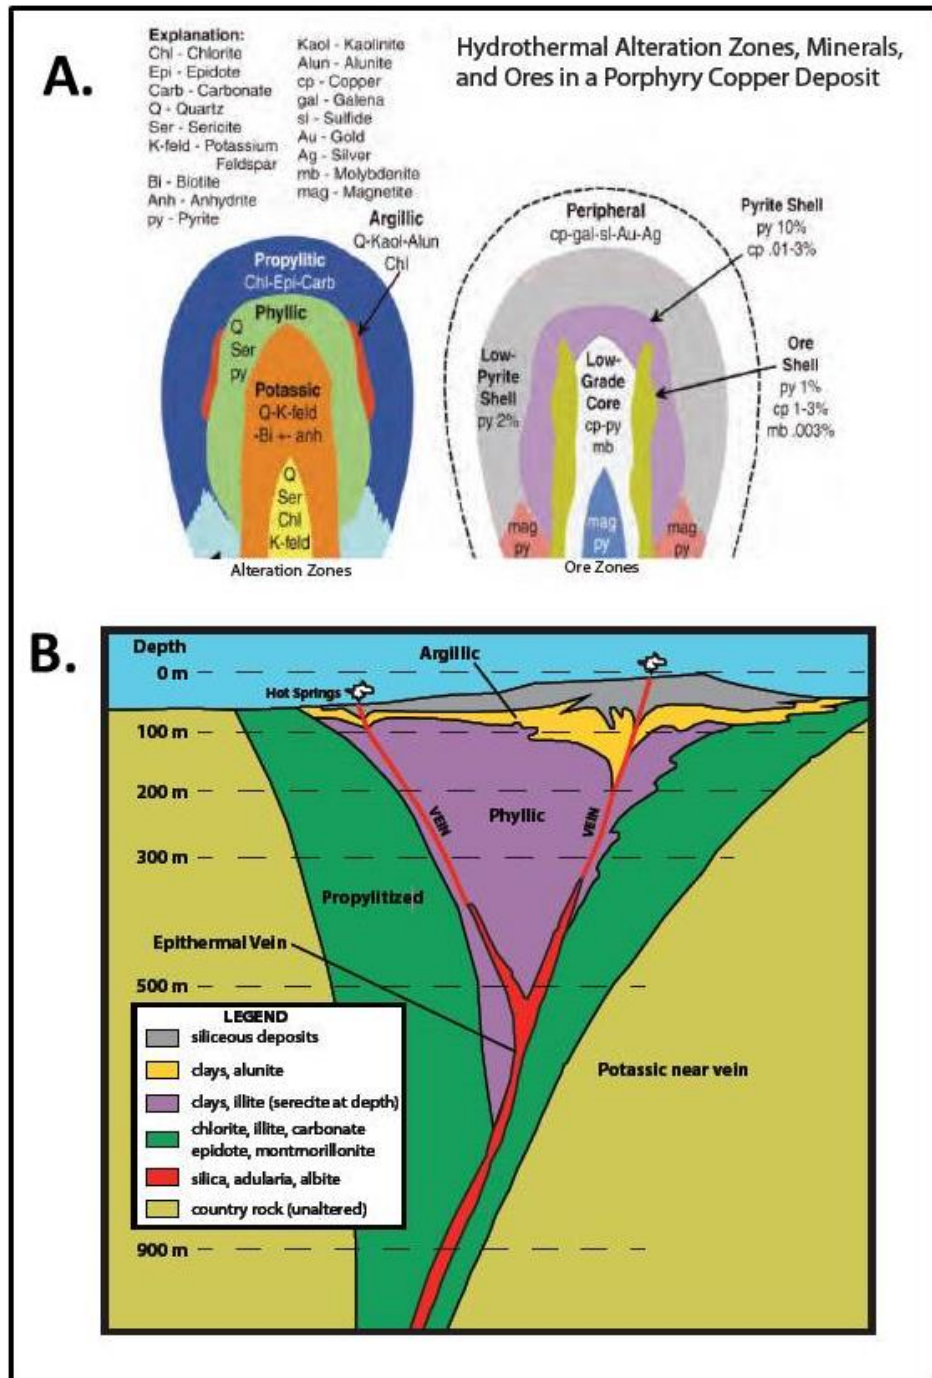 A.
Explanation:
Chl - Chlorite
Epi - Epidote
Carb - Carbonate
Q - Quartz
Ser - Sericite
K-feld - Potassium
Feldspar
Bi - Biotite
Anh - Anhydrite
py - Pyrite
Kaol - Kaolinite
Alun - Alunite
cp - Copper
gal - Galena
sl - Sulfide
Au - Gold
Ag - Silver
mb - Molybdenite
mag - Magnetite
Hydrothermal Alteration Zones, Minerals,
and Ores in a Porphyry Copper Deposit
Argillic
Q-Kaol-Alun
Chl
Propylitic
Chl-Epi-Carb
Phyllic
Q
Ser
py
Potassic
Q-K-feld
-Bi +- anh
Q
Ser
Chl
K-feld
Alteration Zones
Peripheral
cp-gal-sl-Au-Ag
Pyrite Shell
py 10%
cp .01-3%
Low-
Pyrite
Shell
py 2%
Low-
Grade
Core
cp-py
mb
Ore
Shell
py 1%
cp 1-3%
mb .003%
mag
py
mag
py
mag
py
Ore Zones
B.
Depth
0 m
100 m
200 m
300 m
500 m
900 m
Hot Springs
Argillic
VEIN
Phyllic
VEIN
Propylitized
Epithermal Vein
Potassic near vein
LEGEND
siliceous deposits
clays, alunite
clays, illite (serecite at depth)
chlorite, illite, carbonate
epidote, montmorillonite
silica, adularia, albite
country rock (unaltered)